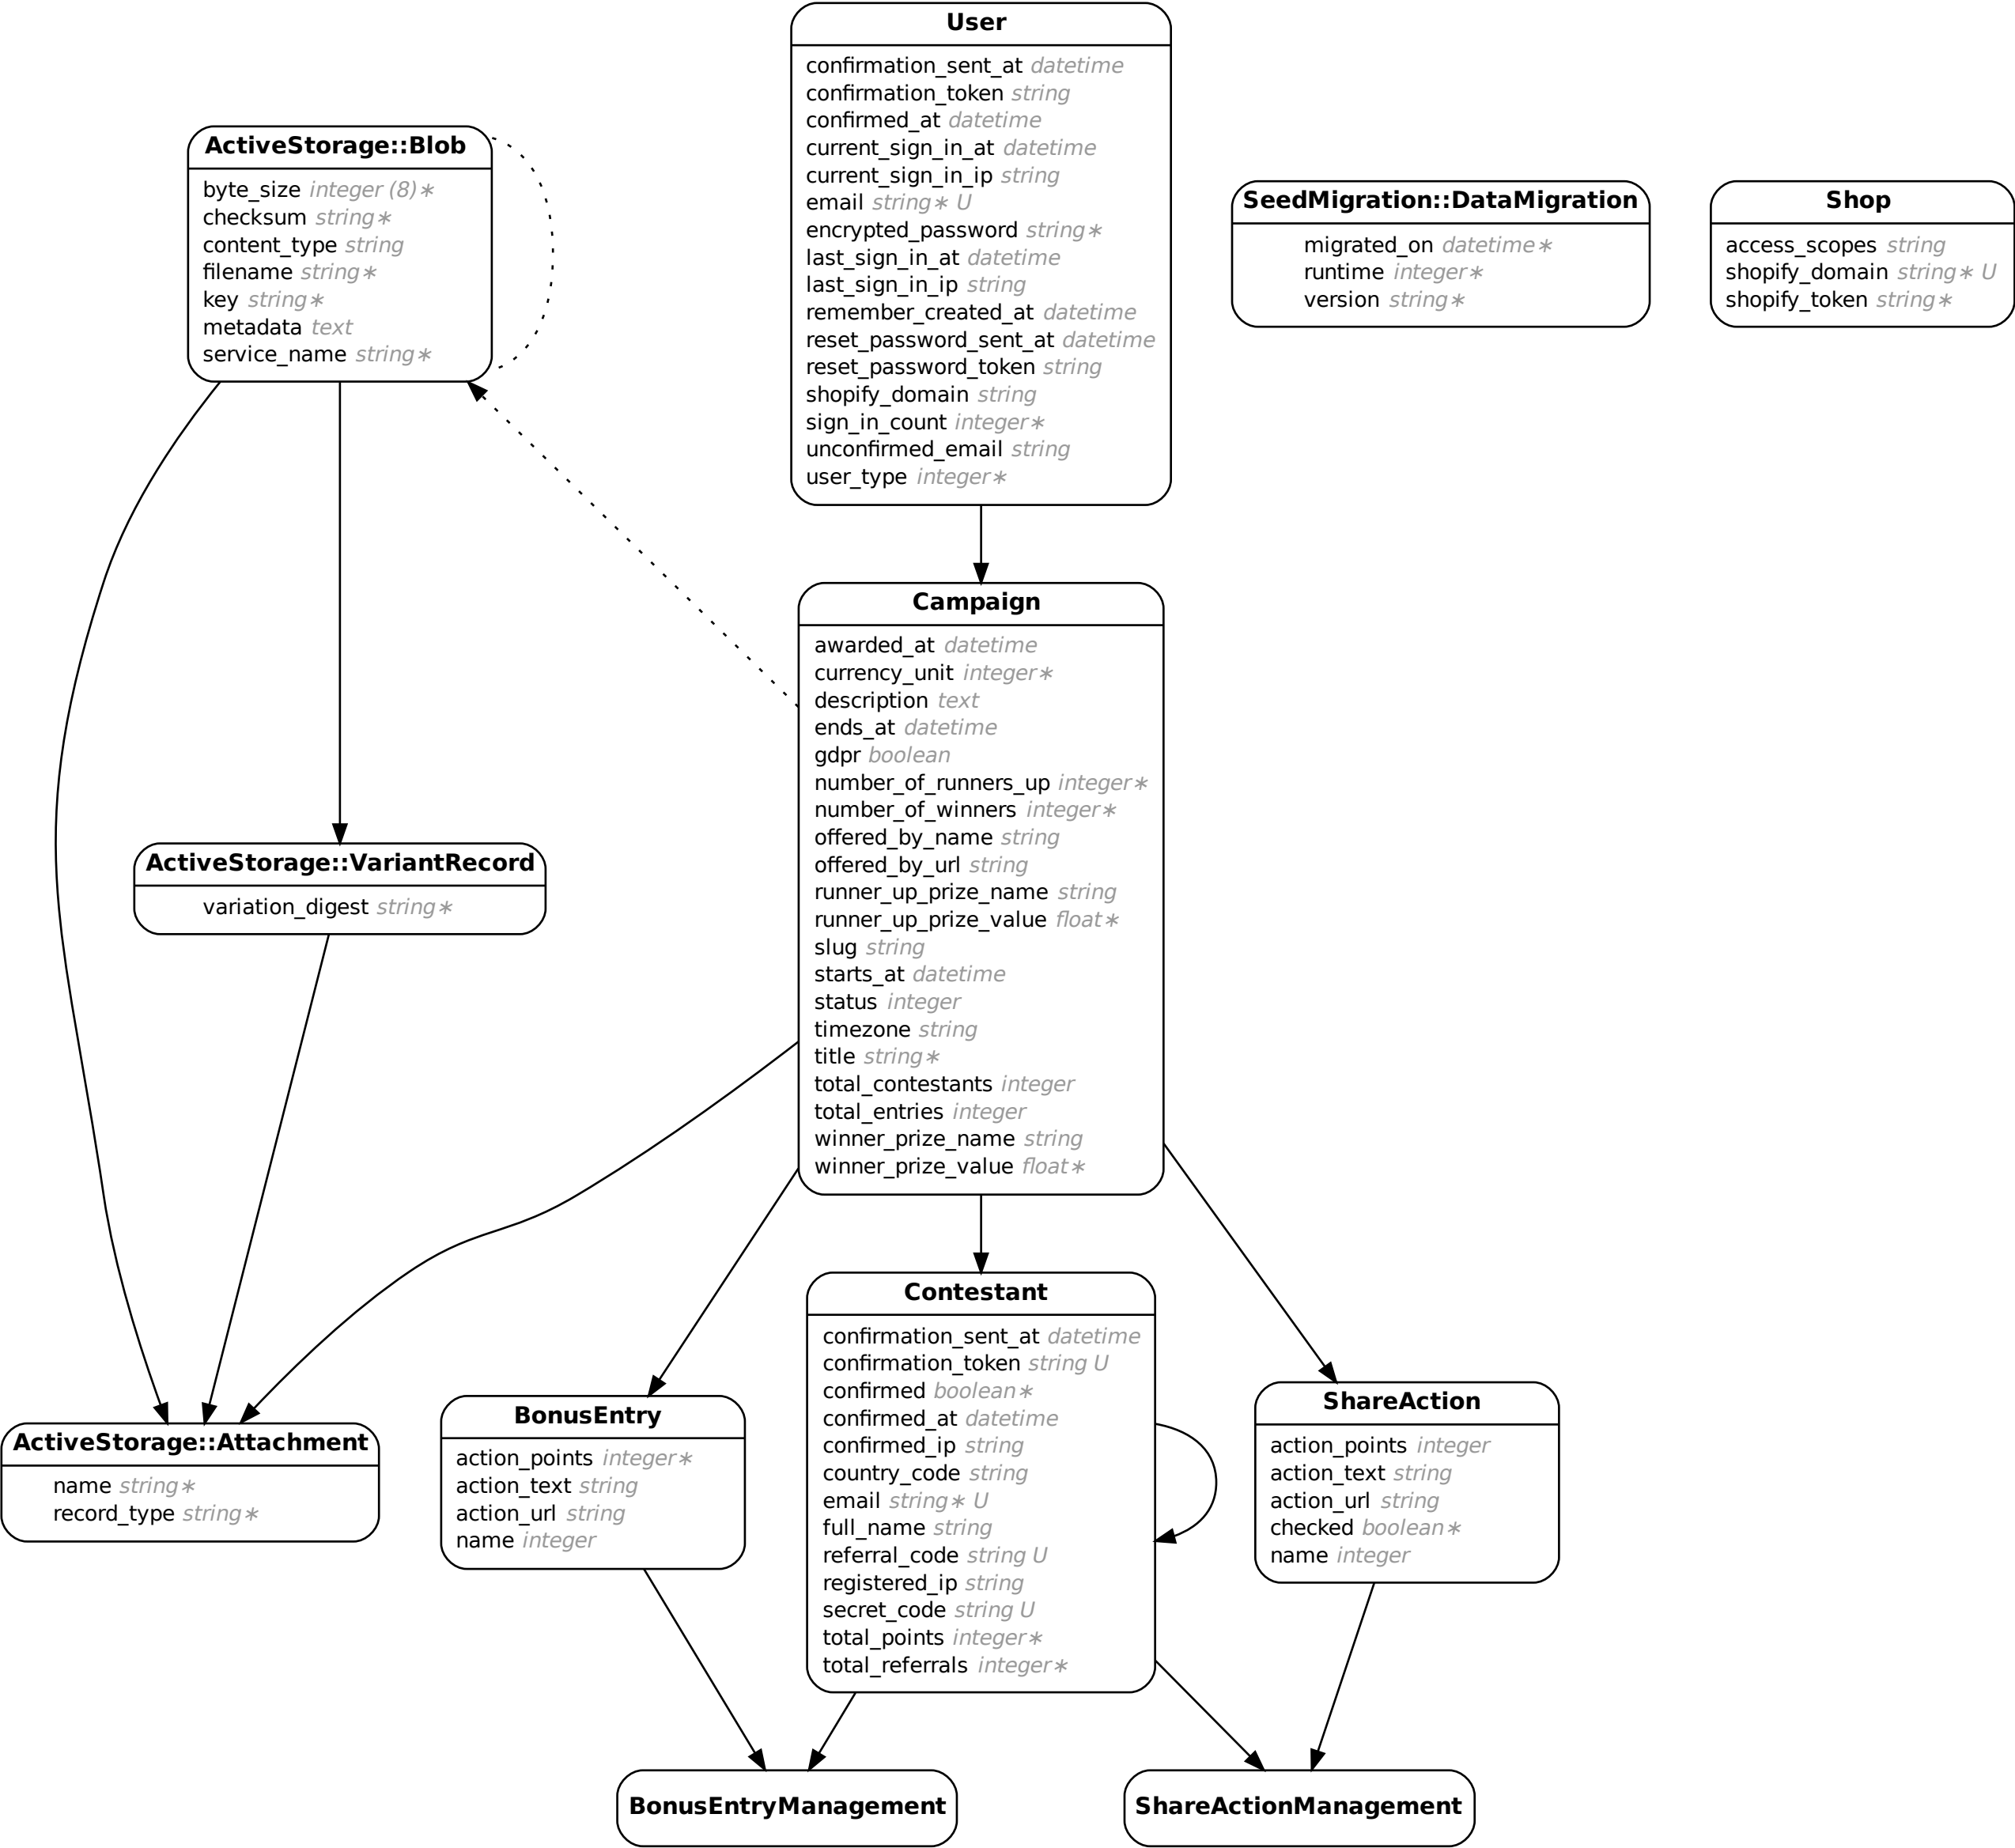 User
confirmation_sent_at datetime
confirmation_token string
confirmed_at datetime
current_sign_in_at datetime
current_sign_in_ip string
email string∗ U
encrypted_password string∗
last_sign_in_at datetime
last_sign_in_ip string
remember_created_at datetime
reset_password_sent_at datetime
reset_password_token string
shopify_domain string
sign_in_count integer∗
unconfirmed_email string
user_type integer∗
ActiveStorage::Blob
byte_size integer (8)∗
checksum string∗
content_type string
filename string∗
key string∗
metadata text
service_name string∗
SeedMigration::DataMigration
migrated_on datetime∗
runtime integer∗
version string∗
Shop
access_scopes string
shopify_domain string∗ U
shopify_token string∗
Campaign
awarded_at datetime
currency_unit integer∗
description text
ends_at datetime
gdpr boolean
number_of_runners_up integer∗
number_of_winners integer∗
offered_by_name string
offered_by_url string
runner_up_prize_name string
runner_up_prize_value float∗
slug string
starts_at datetime
status integer
timezone string
title string∗
total_contestants integer
total_entries integer
winner_prize_name string
winner_prize_value float∗
ActiveStorage::VariantRecord
variation_digest string∗
ActiveStorage::Attachment
name string∗
record_type string∗
BonusEntry
action_points integer∗
action_text string
action_url string
name integer
Contestant
confirmation_sent_at datetime
confirmation_token string U
confirmed boolean∗
confirmed_at datetime
confirmed_ip string
country_code string
email string∗ U
full_name string
referral_code string U
registered_ip string
secret_code string U
total_points integer∗
total_referrals integer∗
ShareAction
action_points integer
action_text string
action_url string
checked boolean∗
name integer
BonusEntryManagement
ShareActionManagement